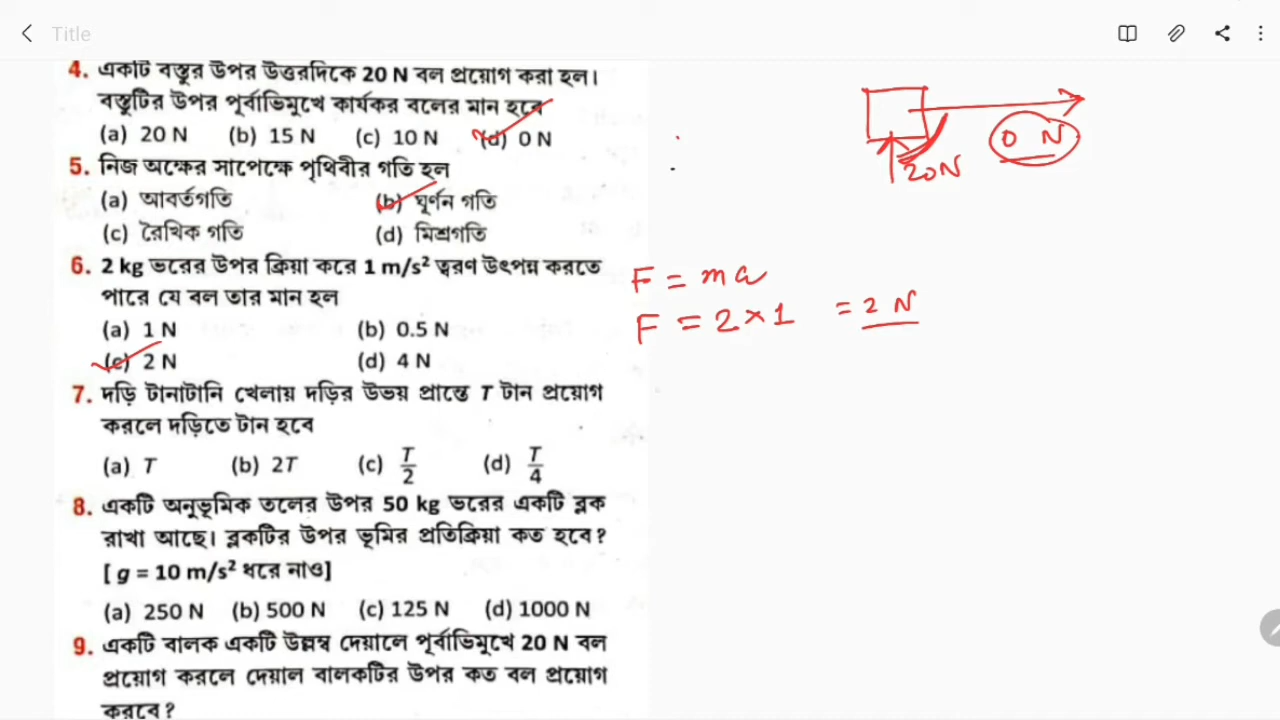 Title
4. একটি বস্তুর উপর উত্তরদিকে 20 N বল প্রয়োগ করা হল।
বস্তুটির উপর পূর্বাভিমুখে কার্যকর বলের মান হবে
(a) 20 N (b) 15 N (c) 10 N (d) 0 N
20N
0 N
5. নিজ অক্ষের সাপেক্ষে পৃথিবীর গতি হল
(a) আবর্তগতি (b) ঘূর্ণন গতি
(c) রৈখিক গতি (d) মিশ্রগতি
6. 2 kg ভরের উপর ক্রিয়া করে 1 m/s² ত্বরণ উৎপন্ন করতে
পারে যে বল তার মান হল
(a) 1 N (b) 0.5 N
(c) 2 N (d) 4 N
F = ma
F = 2 × 1 = 2 N
7. দড়ি টানাটানি খেলায় দড়ির উভয় প্রান্তে T টান প্রয়োগ
করলে দড়িতে টান হবে
(a) T (b) 2T (c) T/2 (d) T/4
8. একটি অনুভূমিক তলের উপর 50 kg ভরের একটি ব্লক
রাখা আছে। ব্লকটির উপর ভূমির প্রতিক্রিয়া কত হবে?
[ g = 10 m/s² ধরে নাও]
(a) 250 N (b) 500 N (c) 125 N (d) 1000 N
9. একটি বালক একটি উল্লম্ব দেয়ালে পূর্বাভিমুখে 20 N বল
প্রয়োগ করলে দেয়াল বালকটির উপর কত বল প্রয়োগ
করবে?